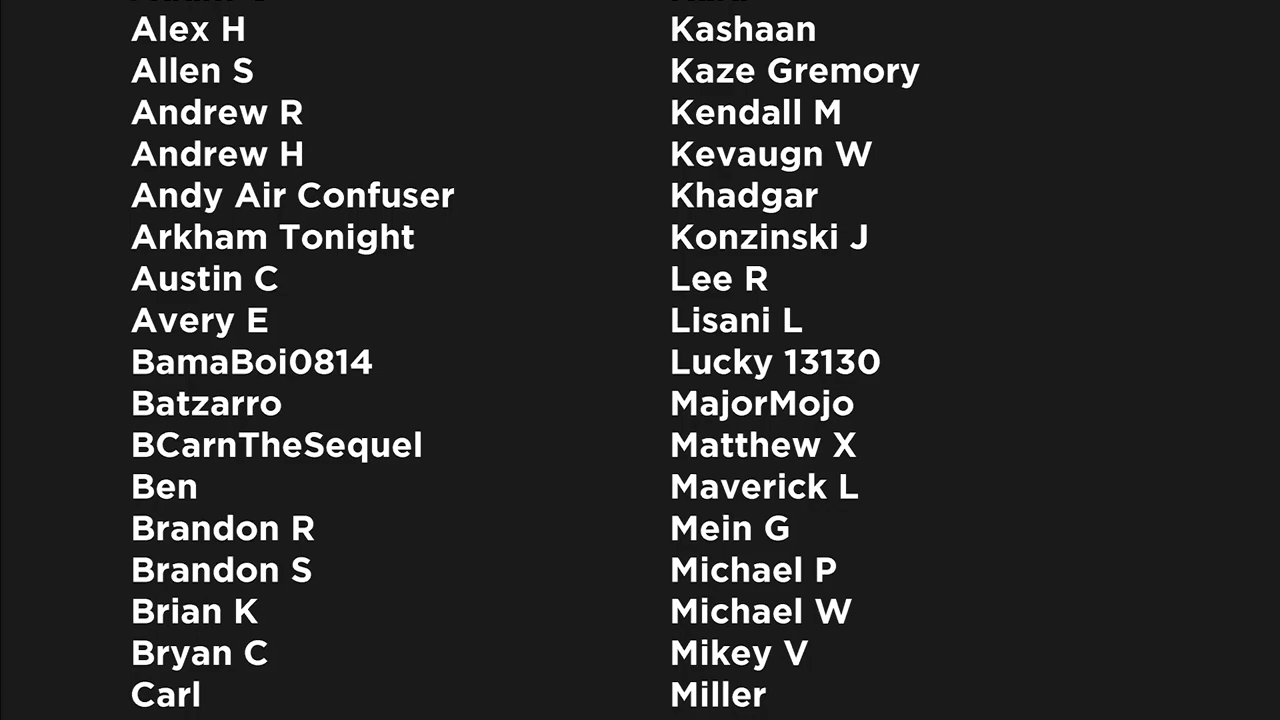 Alex H
Allen S
Andrew R
Andrew H
Andy Air Confuser
Arkham Tonight
Austin C
Avery E
BamaBoi0814
Batzarro
BCarnTheSequel
Ben
Brandon R
Brandon S
Brian K
Bryan C
Carl
Kashaan
Kaze Gremory
Kendall M
Kevaugn W
Khadgar
Konzinski J
Lee R
Lisani L
Lucky 13130
MajorMojo
Matthew X
Maverick L
Mein G
Michael P
Michael W
Mikey V
Miller